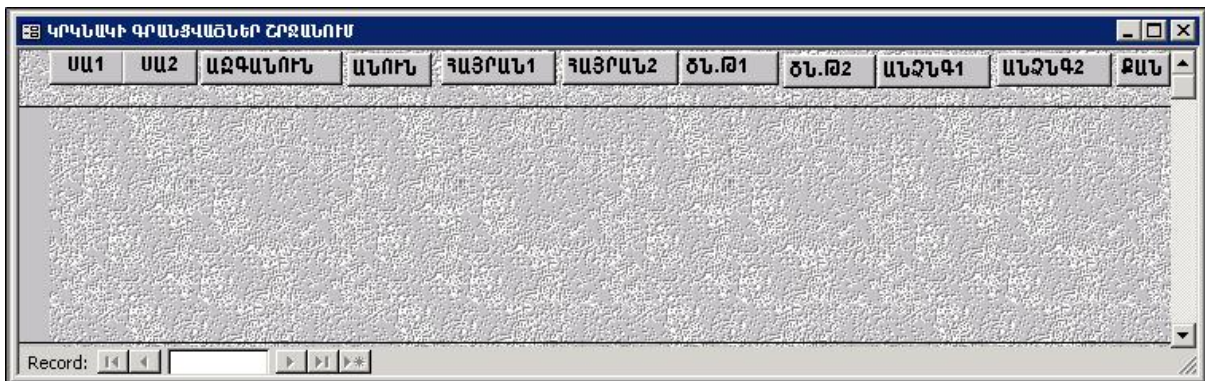 ԿՐԿՆԱԿԻ ԳՐԱՆՑՎԱԾՆԵՐ ՇՐՋԱՆՈՒՄ
ՍԱ1 ՍԱ2 ԱԶԳԱՆՈՒՆ ԱՆՈՒՆ ՀԱՅՐԱՆ1 ՀԱՅՐԱՆ2 ԾՆ.Թ1 ԾՆ.Թ2 ԱՆՁՆԳ1 ԱՆՁՆԳ2 ՔԱՆ
Record: